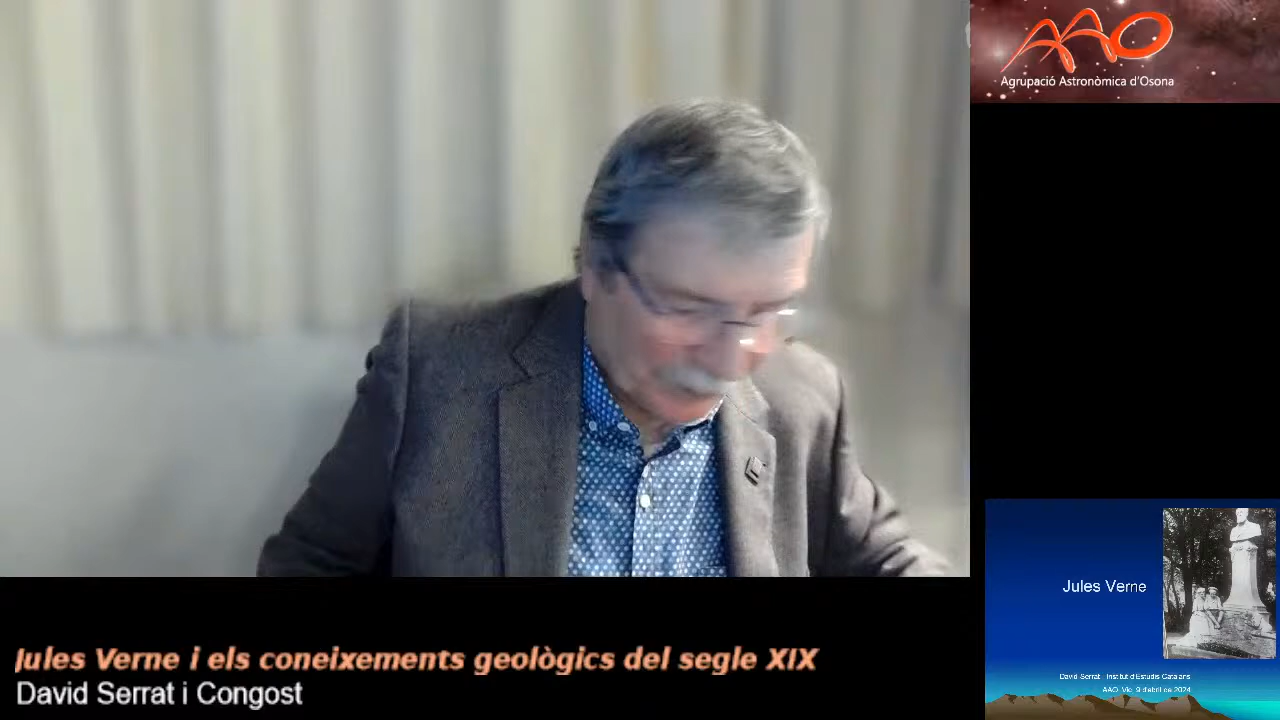 AAO
Agrupació Astronòmica d'Osona
Jules Verne
David Serrat - Institut d'Estudis Catalans
AAO. Vic, 9 d'abril de 2024
Jules Verne i els coneixements geològics del segle XIX
David Serrat i Congost